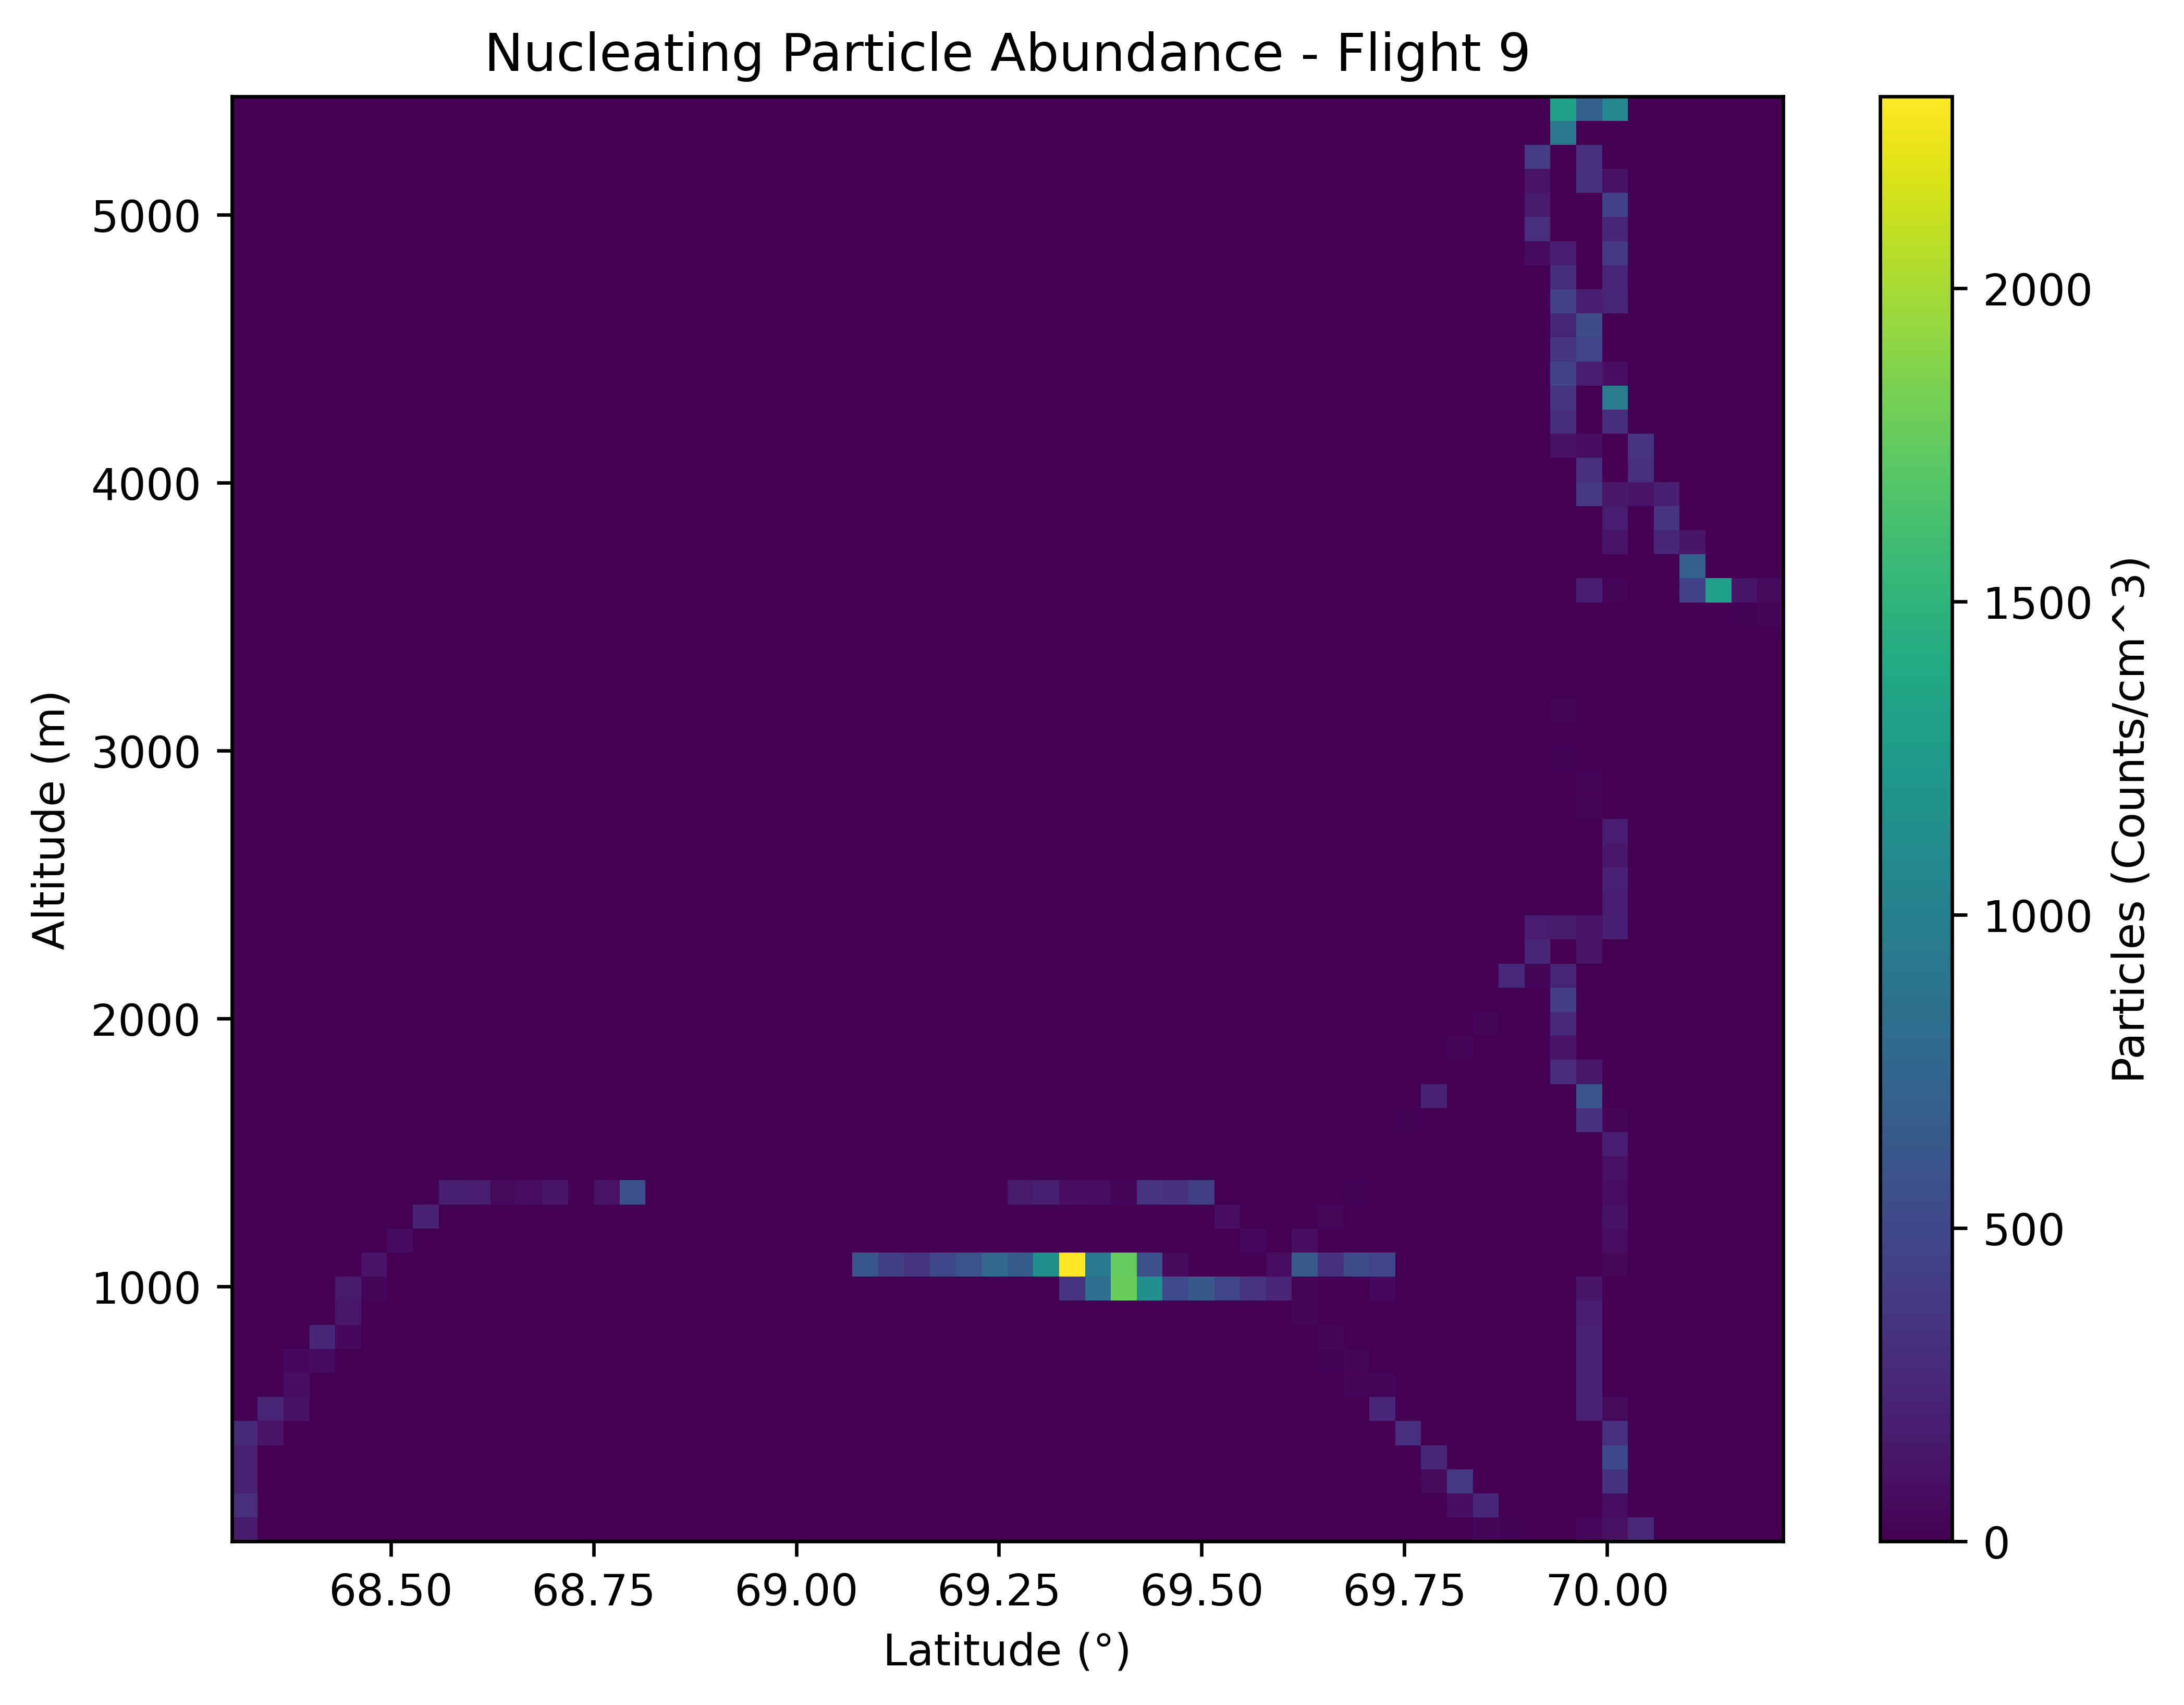 Nucleating Particle Abundance - Flight 9
Altitude (m)
5000
4000
3000
2000
1000
68.50 68.75 69.00 69.25 69.50 69.75 70.00
Latitude (°)
2000
1500
1000
500
0
Particles (Counts/cm^3)